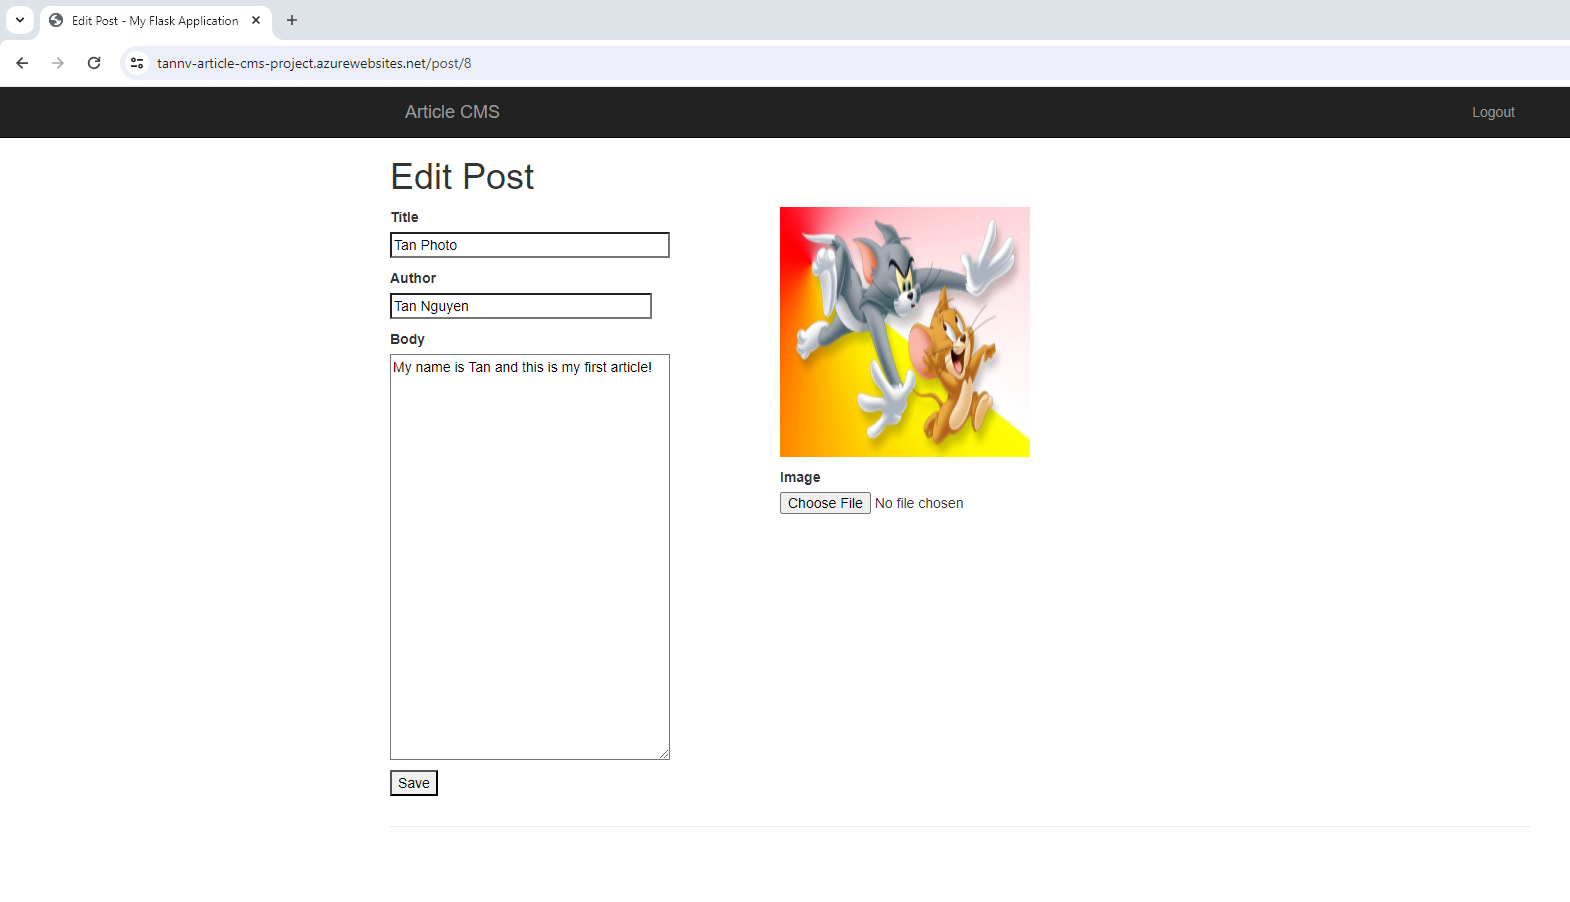 Edit Post - My Flask Application
tannv-article-cms-project.azurewebsites.net/post/8
Article CMS
Logout
Edit Post
Title
Tan Photo
Author
Tan Nguyen
Body
My name is Tan and this is my first article!
Image
Choose File No file chosen
Save